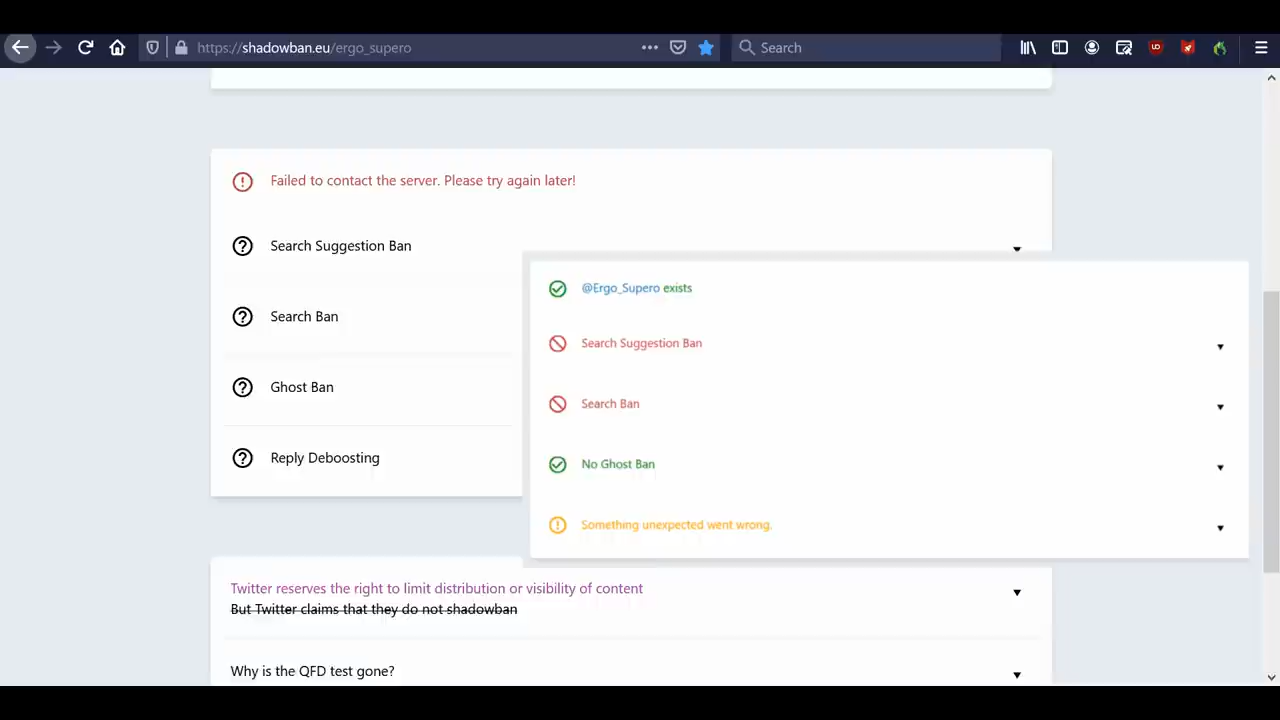 https://shadowban.eu/ergo_supero
Search
Failed to contact the server. Please try again later!
Search Suggestion Ban
Search Ban
Ghost Ban
Reply Deboosting
@Ergo_Supero exists
Search Suggestion Ban
Search Ban
No Ghost Ban
Something unexpected went wrong.
Twitter reserves the right to limit distribution or visibility of content
But Twitter claims that they do not shadowban
Why is the QFD test gone?